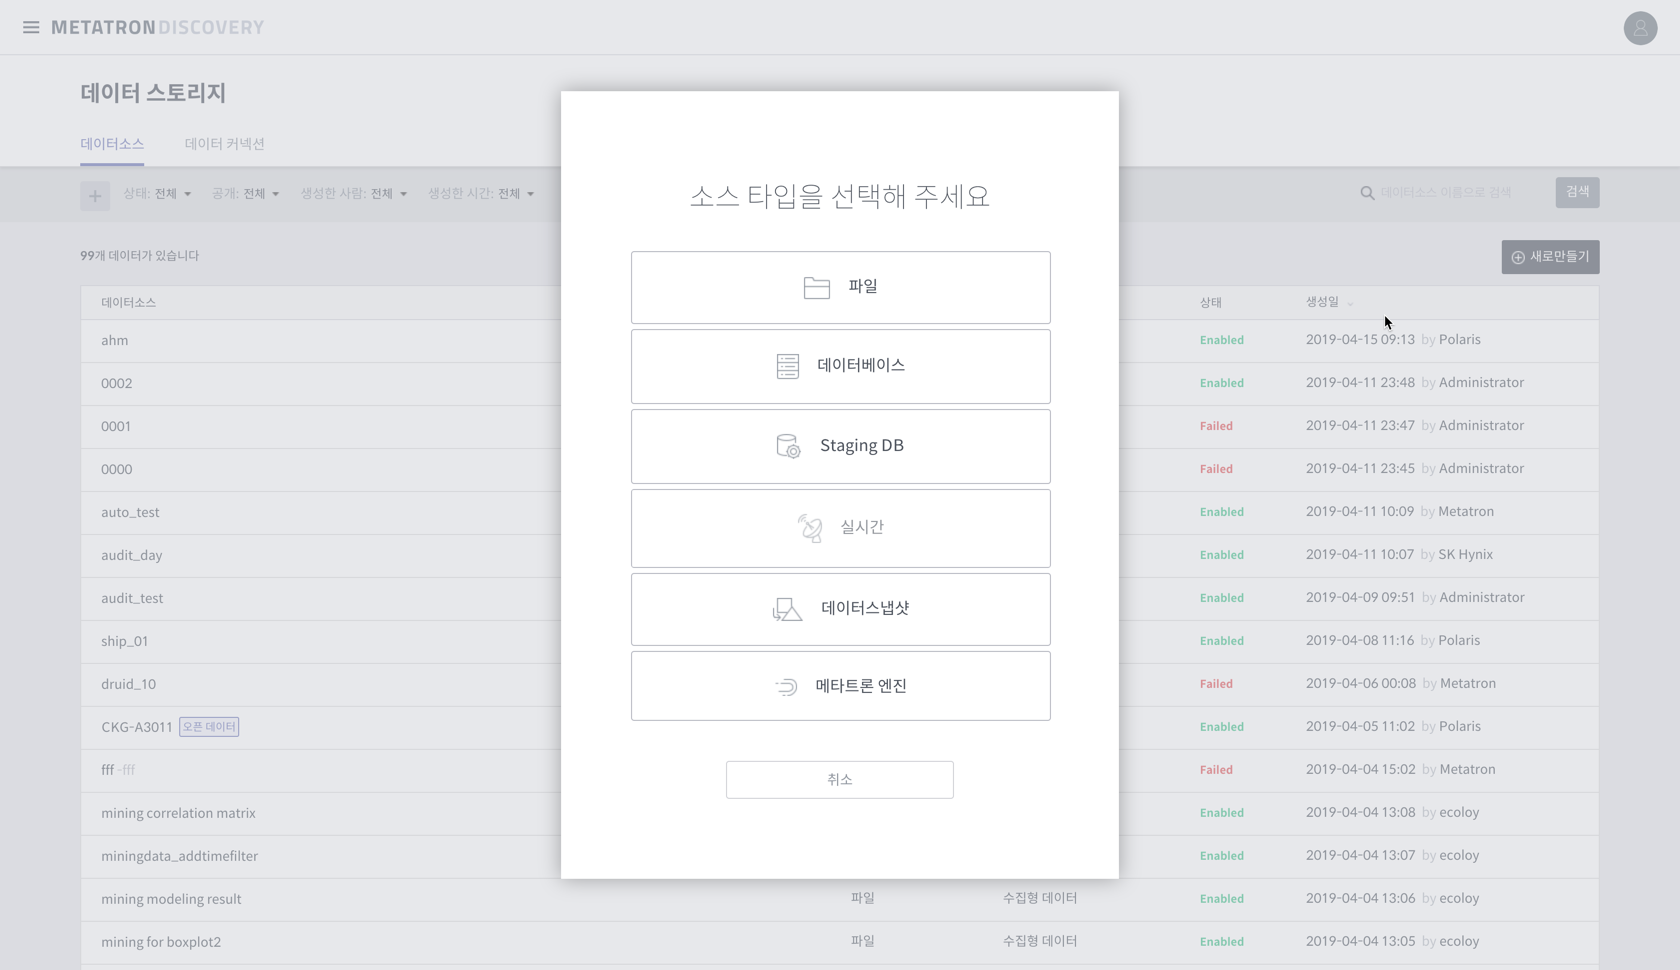 METATRON DISCOVERY
데이터 스토리지
데이터소스 데이터 커넥션
상태: 전체 공개: 전체 생성한 사람: 전체 생성한 시간: 전체 데이터소스 이름으로 검색 검색
99개 데이터가 있습니다 새로만들기
데이터소스 상태 생성일
ahm Enabled 2019-04-15 09:13 by Polaris
0002 Enabled 2019-04-11 23:48 by Administrator
0001 Failed 2019-04-11 23:47 by Administrator
0000 Failed 2019-04-11 23:45 by Administrator
auto_test Enabled 2019-04-11 10:09 by Metatron
audit_day Enabled 2019-04-11 10:07 by SK Hynix
audit_test Enabled 2019-04-09 09:51 by Administrator
ship_01 Enabled 2019-04-08 11:16 by Polaris
druid_10 Failed 2019-04-06 00:08 by Metatron
CKG-A3011 오픈 데이터 Enabled 2019-04-05 11:02 by Polaris
fff -fff Failed 2019-04-04 15:02 by Metatron
mining correlation matrix Enabled 2019-04-04 13:08 by ecoloy
miningdata_addtimefilter Enabled 2019-04-04 13:07 by ecoloy
mining modeling result 파일 수집형 데이터 Enabled 2019-04-04 13:06 by ecoloy
mining for boxplot2 파일 수집형 데이터 Enabled 2019-04-04 13:05 by ecoloy
소스 타입을 선택해 주세요
파일
데이터베이스
Staging DB
실시간
데이터스냅샷
메타트론 엔진
취소